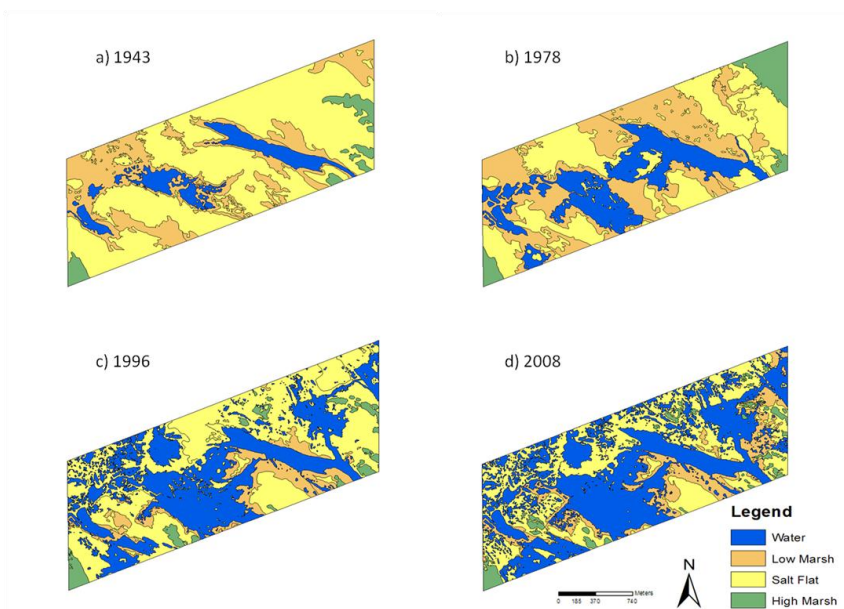 a) 1943
b) 1978
c) 1996
d) 2008
Legend
Water
Low Marsh
Salt Flat
High Marsh
N
Meters
0 185 370 740